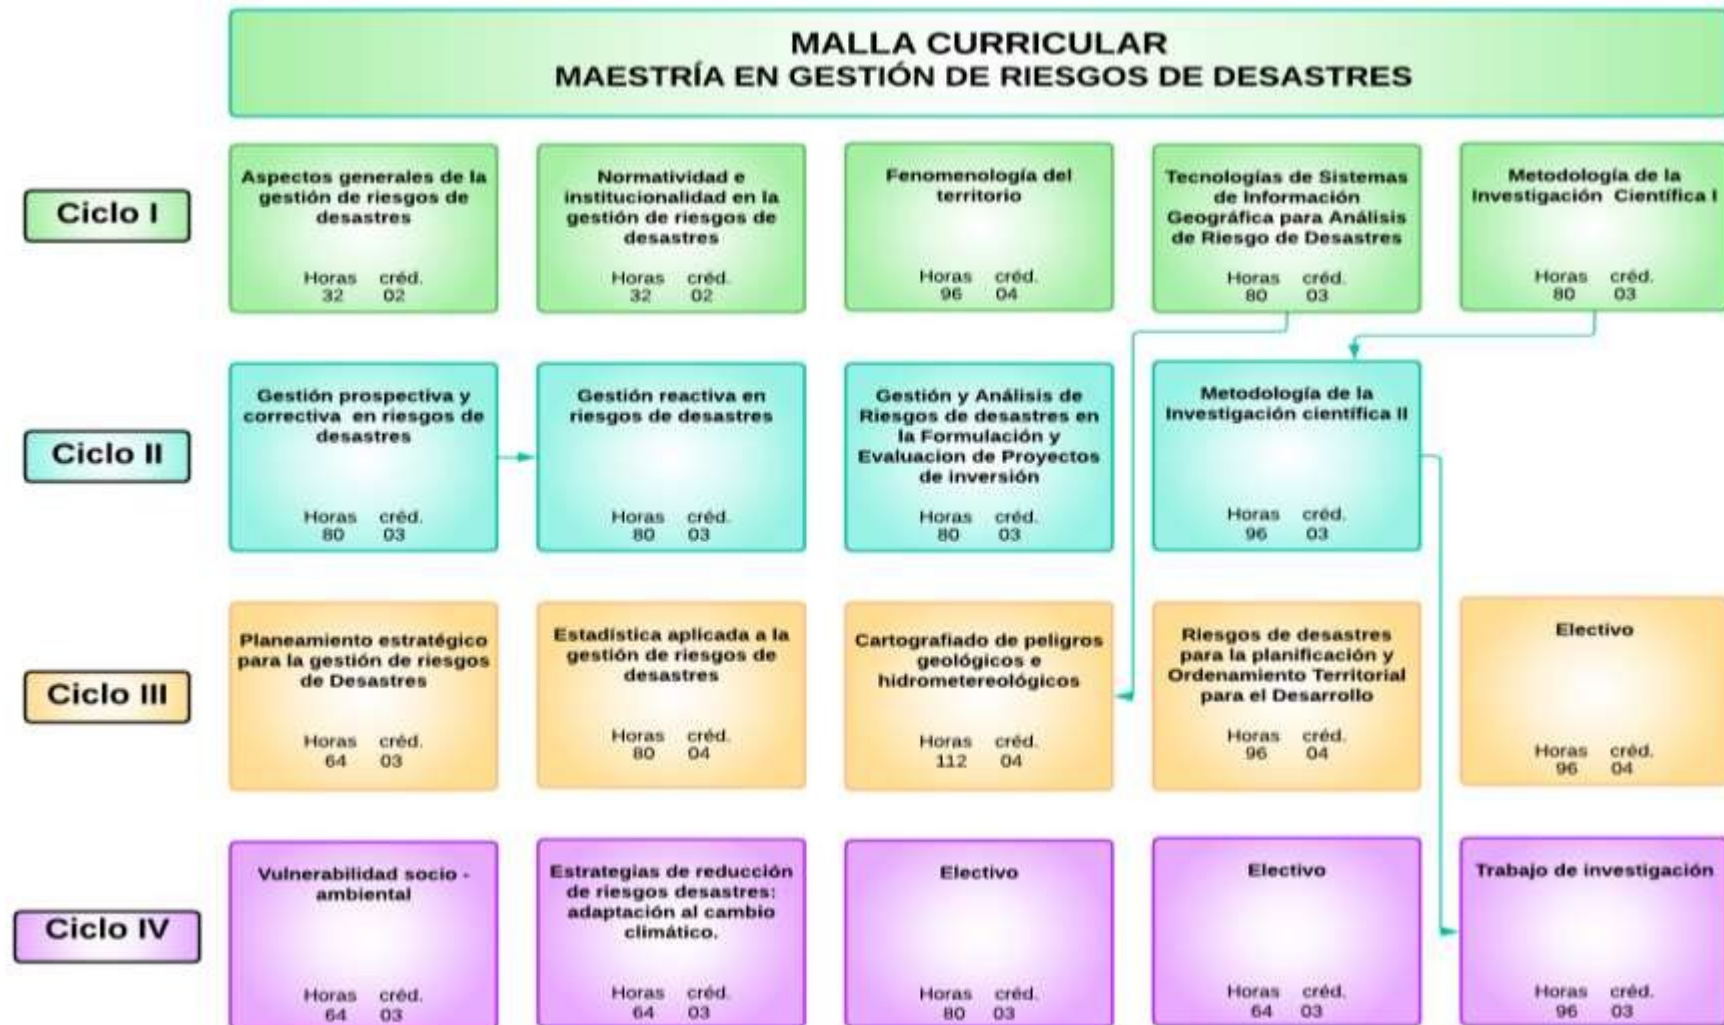 MALLA CURRICULAR
MAESTRÍA EN GESTIÓN DE RIESGOS DE DESASTRES
Ciclo I
Aspectos generales de la
gestión de riesgos de
desastres
Horas créd.
32 02
Normatividad e
institucionalidad en la
gestión de riesgos de
desastres
Horas créd.
32 02
Fenomenología del
territorio
Horas créd.
96 04
Tecnologías de Sistemas
de Información
Geográfica para Análisis
de Riesgo de Desastres
Horas créd.
80 03
Metodología de la
Investigación Científica I
Horas créd.
80 03
Ciclo II
Gestión prospectiva y
correctiva en riesgos de
desastres
Horas créd.
80 03
Gestión reactiva en
riesgos de desastres
Horas créd.
80 03
Gestión y Análisis de
Riesgos de desastres en
la Formulación y
Evaluacion de Proyectos
de inversión
Horas créd.
80 03
Metodología de la
Investigación científica II
Horas créd.
96 03
Ciclo III
Planeamiento estratégico
para la gestión de riesgos
de Desastres
Horas créd.
64 03
Estadística aplicada a la
gestión de riesgos de
desastres
Horas créd.
80 04
Cartografiado de peligros
geológicos e
hidrometereológicos
Horas créd.
112 04
Riesgos de desastres
para la planificación y
Ordenamiento Territorial
para el Desarrollo
Horas créd.
96 04
Electivo
Horas créd.
96 04
Ciclo IV
Vulnerabilidad socio -
ambiental
Horas créd.
64 03
Estrategias de reducción
de riesgos desastres:
adaptación al cambio
climático.
Horas créd.
64 03
Electivo
Horas créd.
80 03
Electivo
Horas créd.
64 03
Trabajo de investigación
Horas créd.
96 03